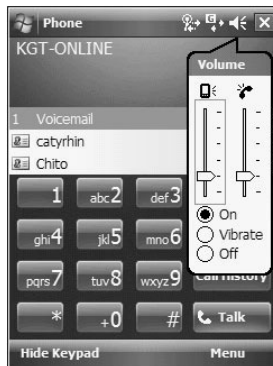 Phone
KGT-ONLINE
Volume
1 Voicemail
catyrhin
Chito
On
Vibrate
Off
1 abc2 def3
ghi4 jkl5 mno6
pqrs7 tuv8 wxyz9 Call History
* +0 # Talk
Hide Keypad Menu